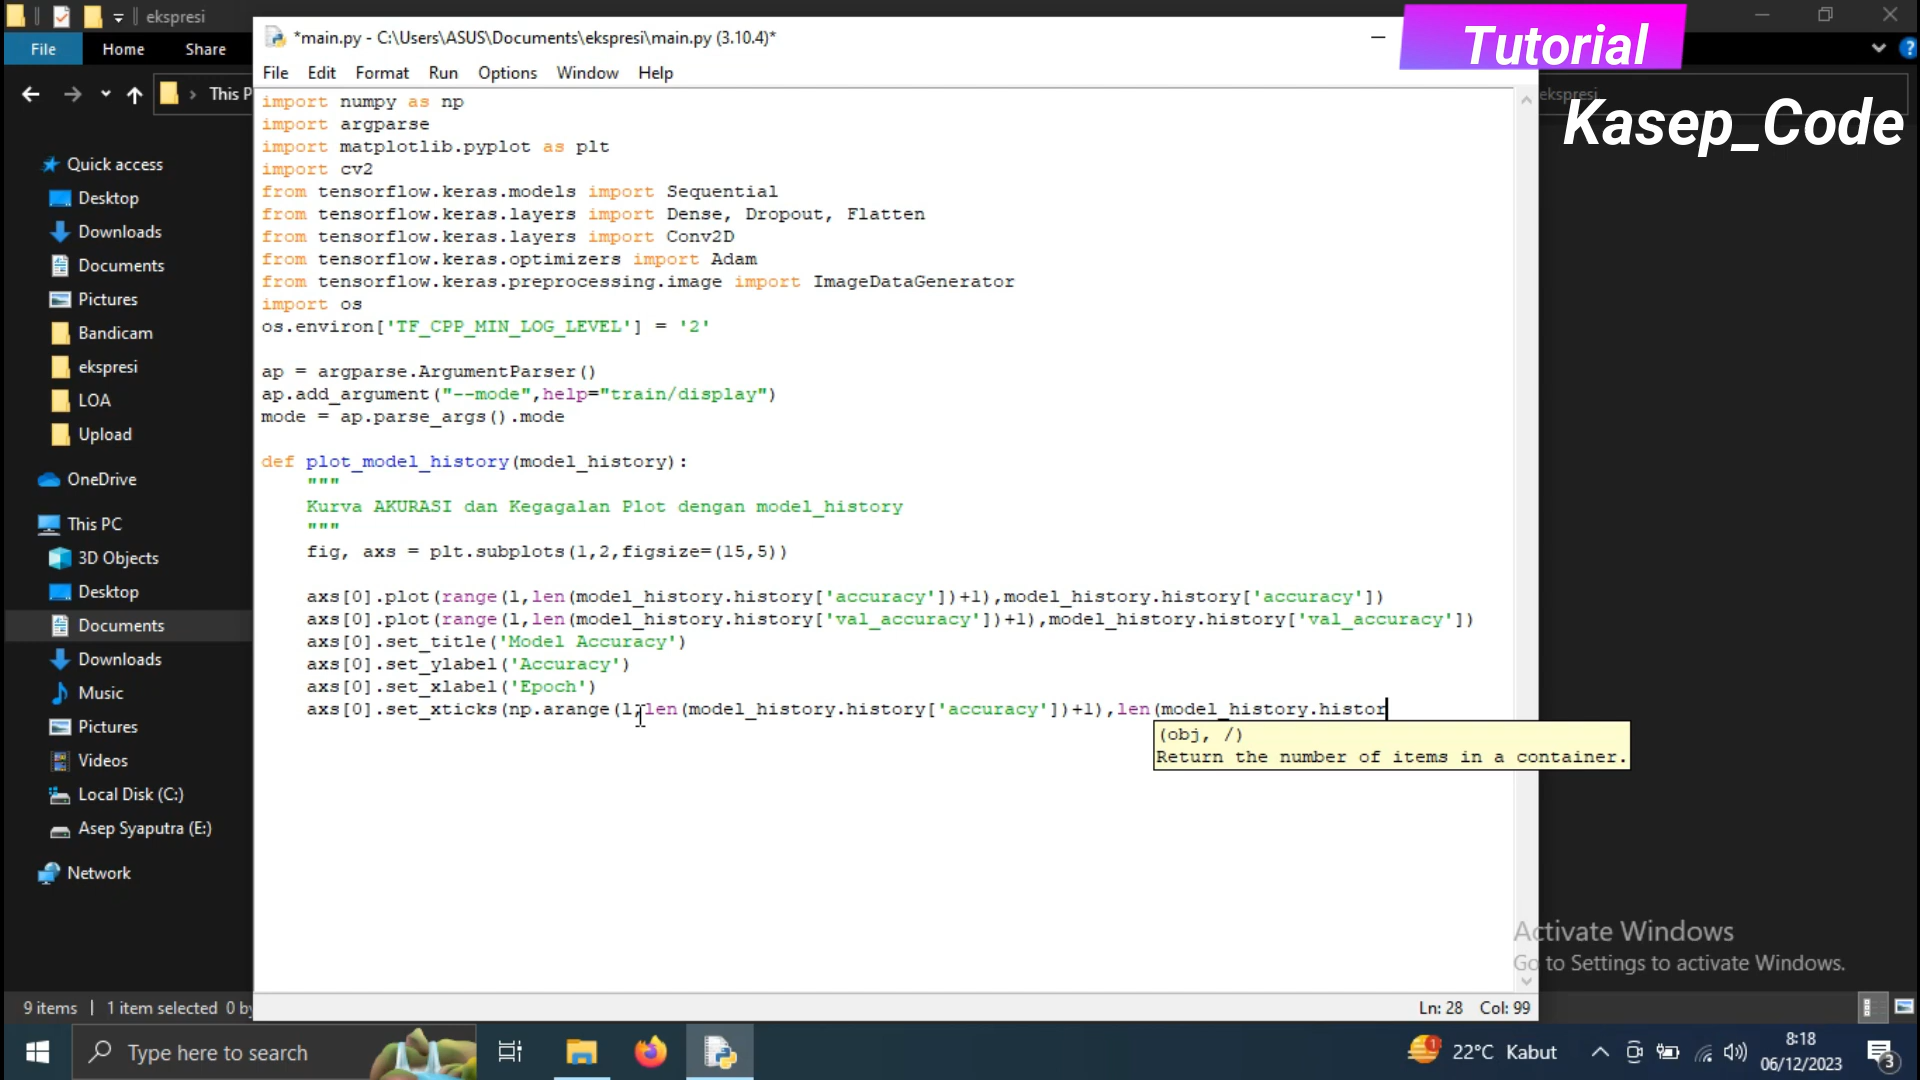 ekspresi
*main.py - C:\Users\ASUS\Documents\ekspresi\main.py (3.10.4)*
Tutorial
Kasep_Code
File Home Share
File Edit Format Run Options Window Help
This P
ekspresi
Quick access
Desktop
Downloads
Documents
Pictures
Bandicam
ekspresi
LOA
Upload
OneDrive
This PC
3D Objects
Desktop
Documents
Downloads
Music
Pictures
Videos
Local Disk (C:)
Asep Syaputra (E:)
Network
import numpy as np
import argparse
import matplotlib.pyplot as plt
import cv2
from tensorflow.keras.models import Sequential
from tensorflow.keras.layers import Dense, Dropout, Flatten
from tensorflow.keras.layers import Conv2D
from tensorflow.keras.optimizers import Adam
from tensorflow.keras.preprocessing.image import ImageDataGenerator
import os
os.environ['TF_CPP_MIN_LOG_LEVEL'] = '2'
ap = argparse.ArgumentParser()
ap.add_argument("--mode",help="train/display")
mode = ap.parse_args().mode
def plot_model_history(model_history):
"""
Kurva AKURASI dan Kegagalan Plot dengan model_history
"""
fig, axs = plt.subplots(1,2,figsize=(15,5))
axs[0].plot(range(1,len(model_history.history['accuracy'])+1),model_history.history['accuracy'])
axs[0].plot(range(1,len(model_history.history['val_accuracy'])+1),model_history.history['val_accuracy'])
axs[0].set_title('Model Accuracy')
axs[0].set_ylabel('Accuracy')
axs[0].set_xlabel('Epoch')
axs[0].set_xticks(np.arange(1,len(model_history.history['accuracy'])+1),len(model_history.histor
(obj, /)
Return the number of items in a container.
Activate Windows
Go to Settings to activate Windows.
9 items 1 item selected 0 by
Ln: 28 Col: 99
Type here to search
22°C Kabut
8:18
06/12/2023
3